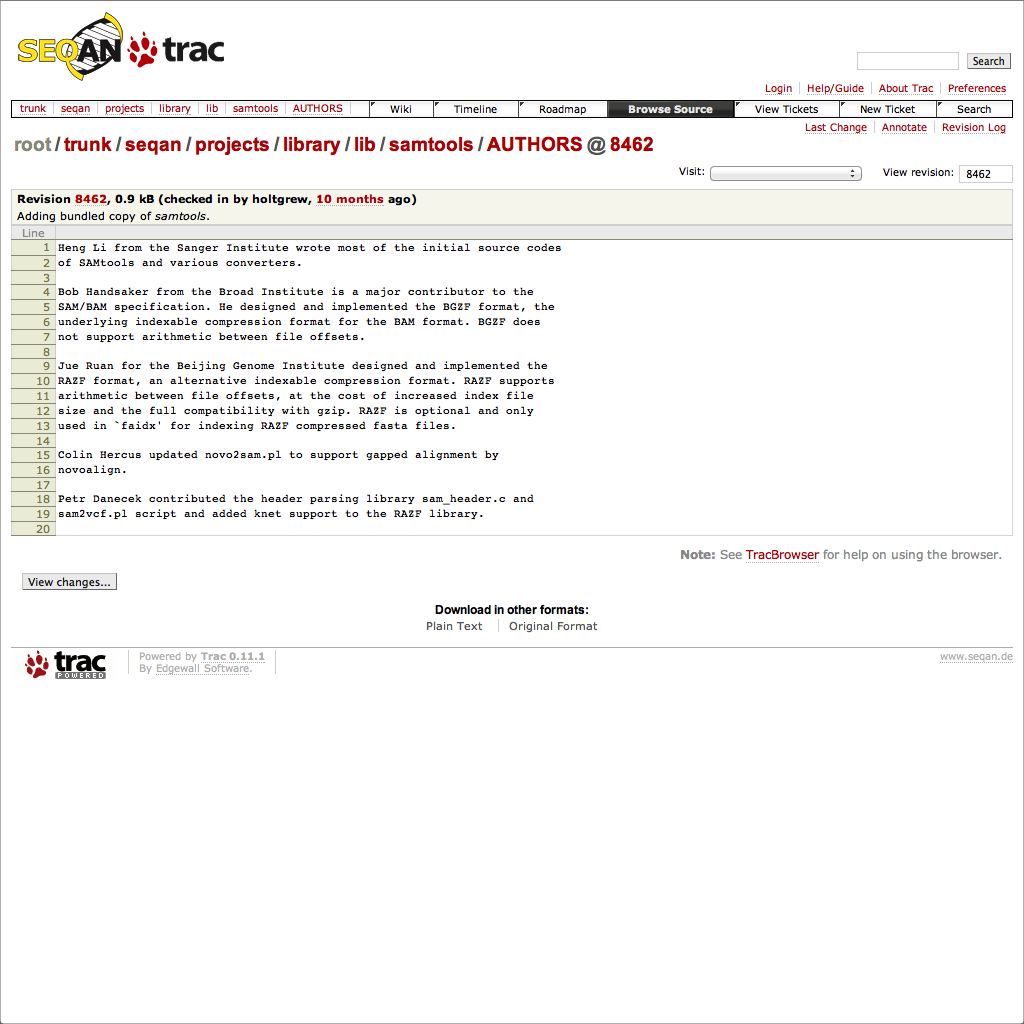 SEQAN trac
Search
Login Help/Guide About Trac Preferences
trunk seqan projects library lib samtools AUTHORS Wiki Timeline Roadmap Browse Source View Tickets New Ticket Search
Last Change Annotate Revision Log
root / trunk / seqan / projects / library / lib / samtools / AUTHORS @ 8462
Visit: View revision: 8462
Revision 8462, 0.9 kB (checked in by holtgrew, 10 months ago)
Adding bundled copy of samtools.
Line
1 Heng Li from the Sanger Institute wrote most of the initial source codes
2 of SAMtools and various converters.
3
4 Bob Handsaker from the Broad Institute is a major contributor to the
5 SAM/BAM specification. He designed and implemented the BGZF format, the
6 underlying indexable compression format for the BAM format. BGZF does
7 not support arithmetic between file offsets.
8
9 Jue Ruan for the Beijing Genome Institute designed and implemented the
10 RAZF format, an alternative indexable compression format. RAZF supports
11 arithmetic between file offsets, at the cost of increased index file
12 size and the full compatibility with gzip. RAZF is optional and only
13 used in `faidx' for indexing RAZF compressed fasta files.
14
15 Colin Hercus updated novo2sam.pl to support gapped alignment by
16 novoalign.
17
18 Petr Danecek contributed the header parsing library sam_header.c and
19 sam2vcf.pl script and added knet support to the RAZF library.
20
Note: See TracBrowser for help on using the browser.
View changes...
Download in other formats:
Plain Text Original Format
trac POWERED
Powered by Trac 0.11.1
By Edgewall Software.
www.seqan.de